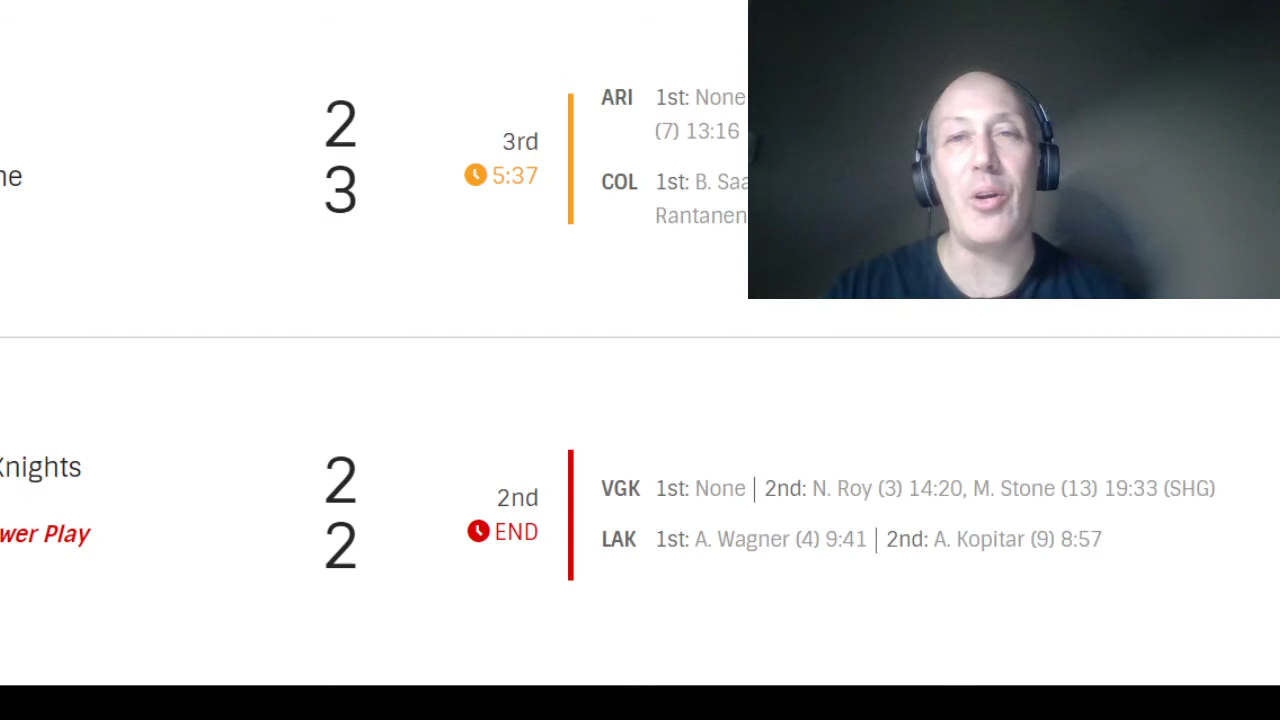 ne
2
3
3rd
5:37
ARI 1st: None
(7) 13:16
COL 1st: B. Saa
Rantanen
Knights
wer Play
2
2
2nd
END
VGK 1st: None | 2nd: N. Roy (3) 14:20, M. Stone (13) 19:33 (SHG)
LAK 1st: A. Wagner (4) 9:41 | 2nd: A. Kopitar (9) 8:57